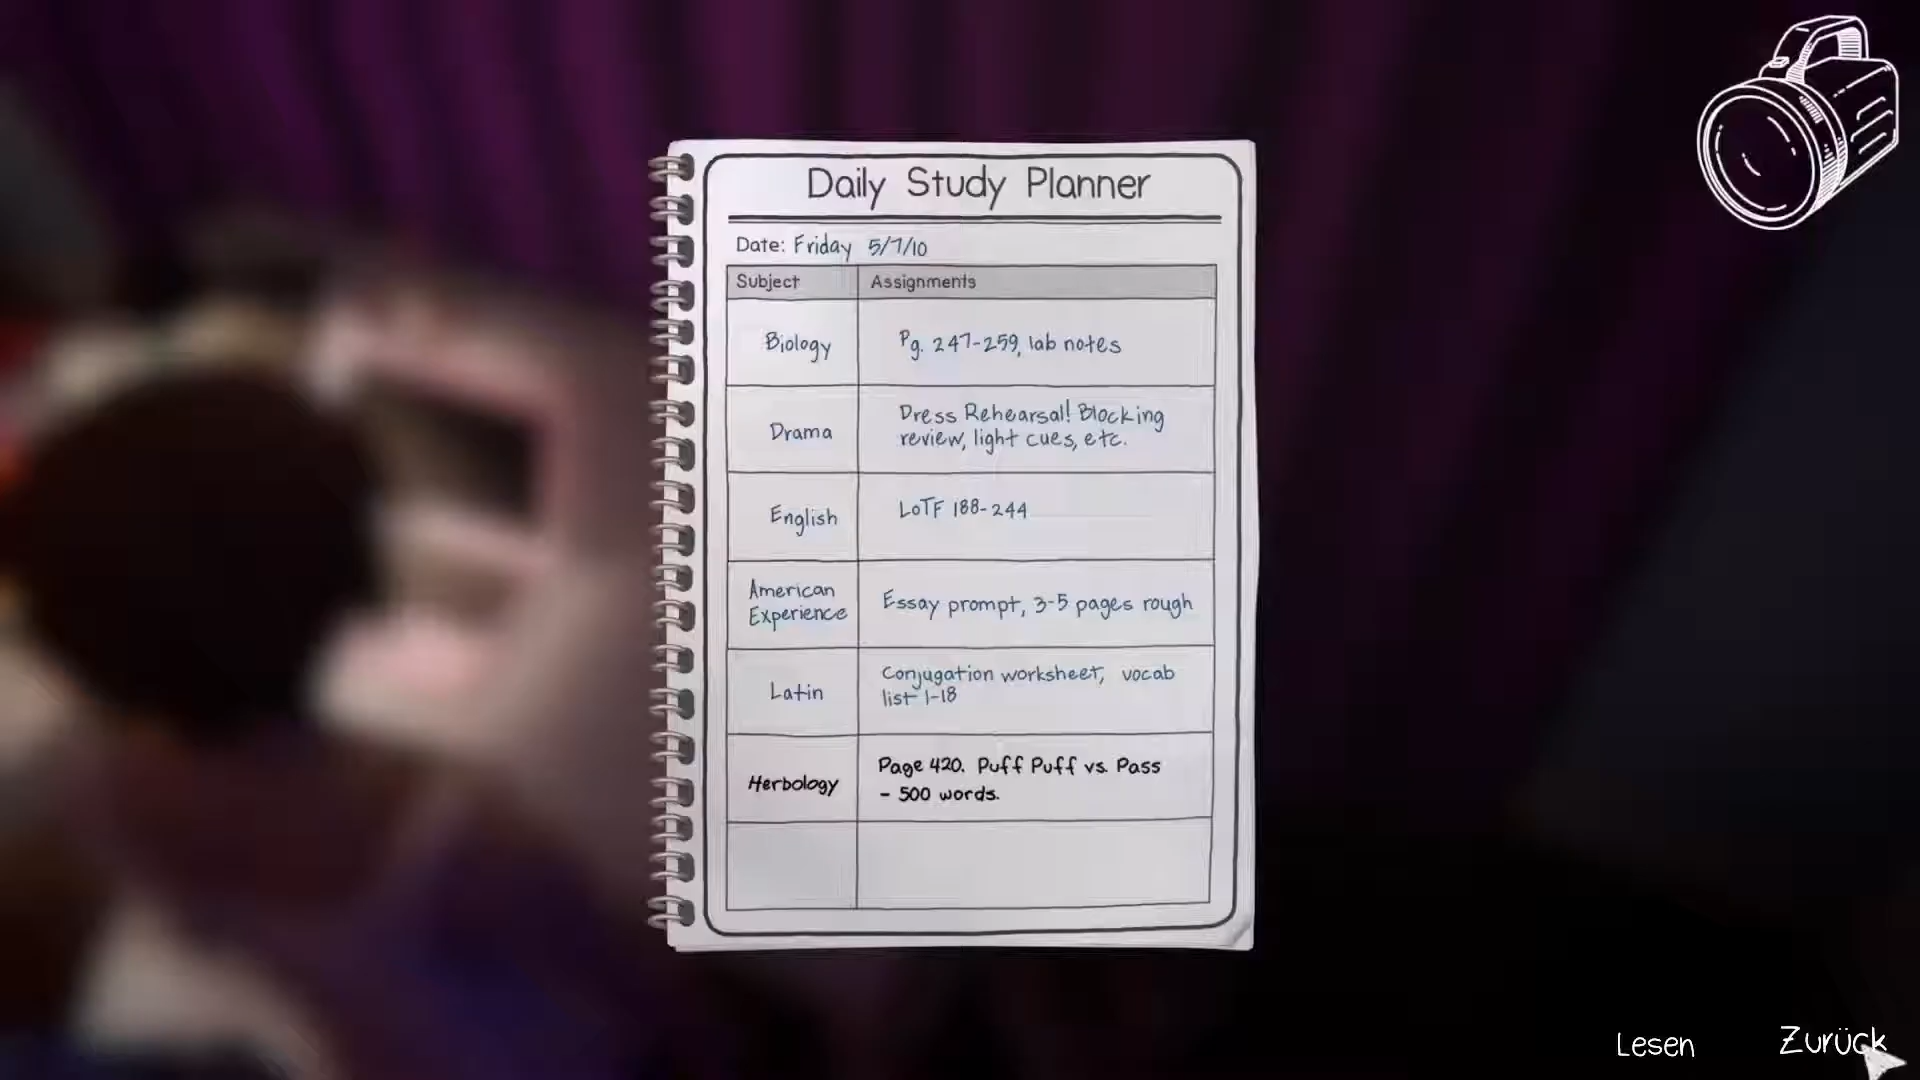 Daily Study Planner
Date: Friday 5/7/10
Subject Assignments
Biology Pg. 247-259, lab notes
Drama Dress Rehearsal! Blocking
review, light cues, etc.
English LoTF 188-244
American
Experience Essay prompt, 3-5 pages rough
Latin Conjugation worksheet, vocab
list 1-18
Herbology Page 420. Puff Puff vs. Pass
- 500 words.
Lesen Zurück